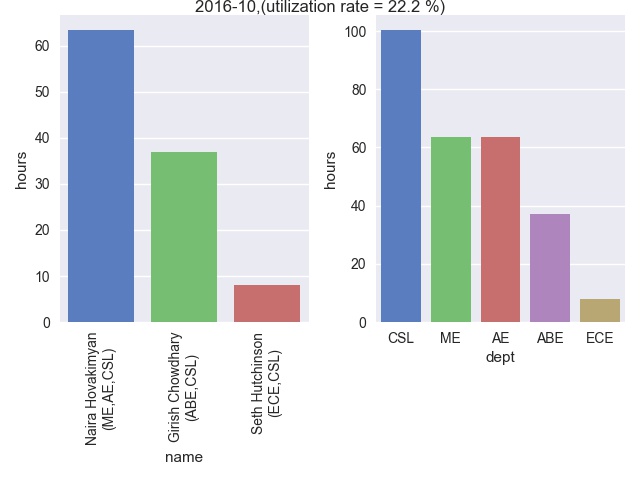 2016-10,(utilization rate = 22.2 %)
60
50
40
30
20
10
0
hours
Naira Hovakimyan
(ME,AE,CSL)
Girish Chowdhary
(ABE,CSL)
Seth Hutchinson
(ECE,CSL)
name
100
80
60
40
20
0
hours
CSL ME AE ABE ECE
dept